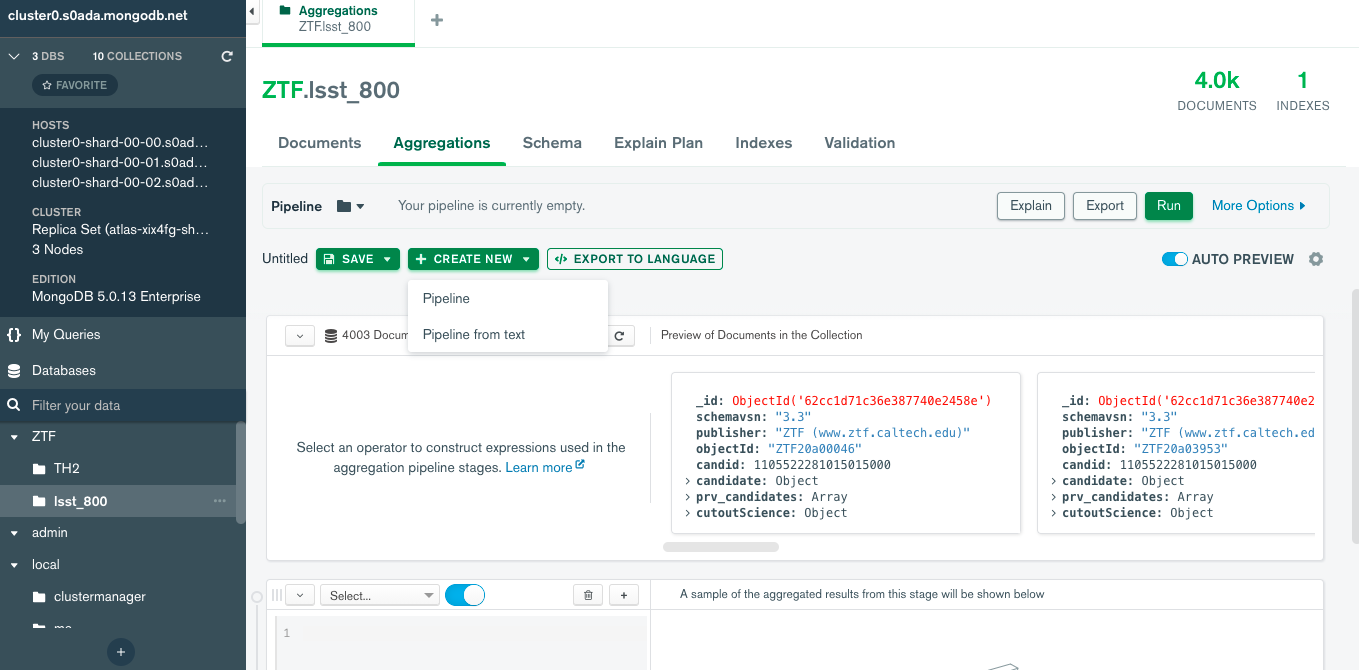 cluster0.s0ada.mongodb.net
3 DBS 10 COLLECTIONS
FAVORITE
HOSTS
cluster0-shard-00-00.s0ad...
cluster0-shard-00-01.s0ad...
cluster0-shard-00-02.s0ad...
CLUSTER
Replica Set (atlas-xix4fg-sh...
3 Nodes
EDITION
MongoDB 5.0.13 Enterprise
{} My Queries
Databases
Filter your data
ZTF
TH2
lsst_800 ...
admin
local
clustermanager
+
Aggregations
ZTF.lsst_800
+
ZTF.lsst_800
4.0k
DOCUMENTS
1
INDEXES
Documents Aggregations Schema Explain Plan Indexes Validation
Pipeline Your pipeline is currently empty. Explain Export Run More Options
Untitled SAVE + CREATE NEW </> EXPORT TO LANGUAGE AUTO PREVIEW
Pipeline
Pipeline from text
4003 Docum Preview of Documents in the Collection
Select an operator to construct expressions used in the
aggregation pipeline stages. Learn more
_id: ObjectId('62cc1d71c36e387740e2458e')
schemavsn: "3.3"
publisher: "ZTF (www.ztf.caltech.edu)"
objectId: "ZTF20a00046"
candid: 1105522281015015000
> candidate: Object
> prv_candidates: Array
> cutoutScience: Object
_id: ObjectId('62cc1d71c36e387740e2
schemavsn: "3.3"
publisher: "ZTF (www.ztf.caltech.ed
objectId: "ZTF20a03953"
candid: 1105522281015015000
> candidate: Object
> prv_candidates: Array
> cutoutScience: Object
Select... + A sample of the aggregated results from this stage will be shown below
1